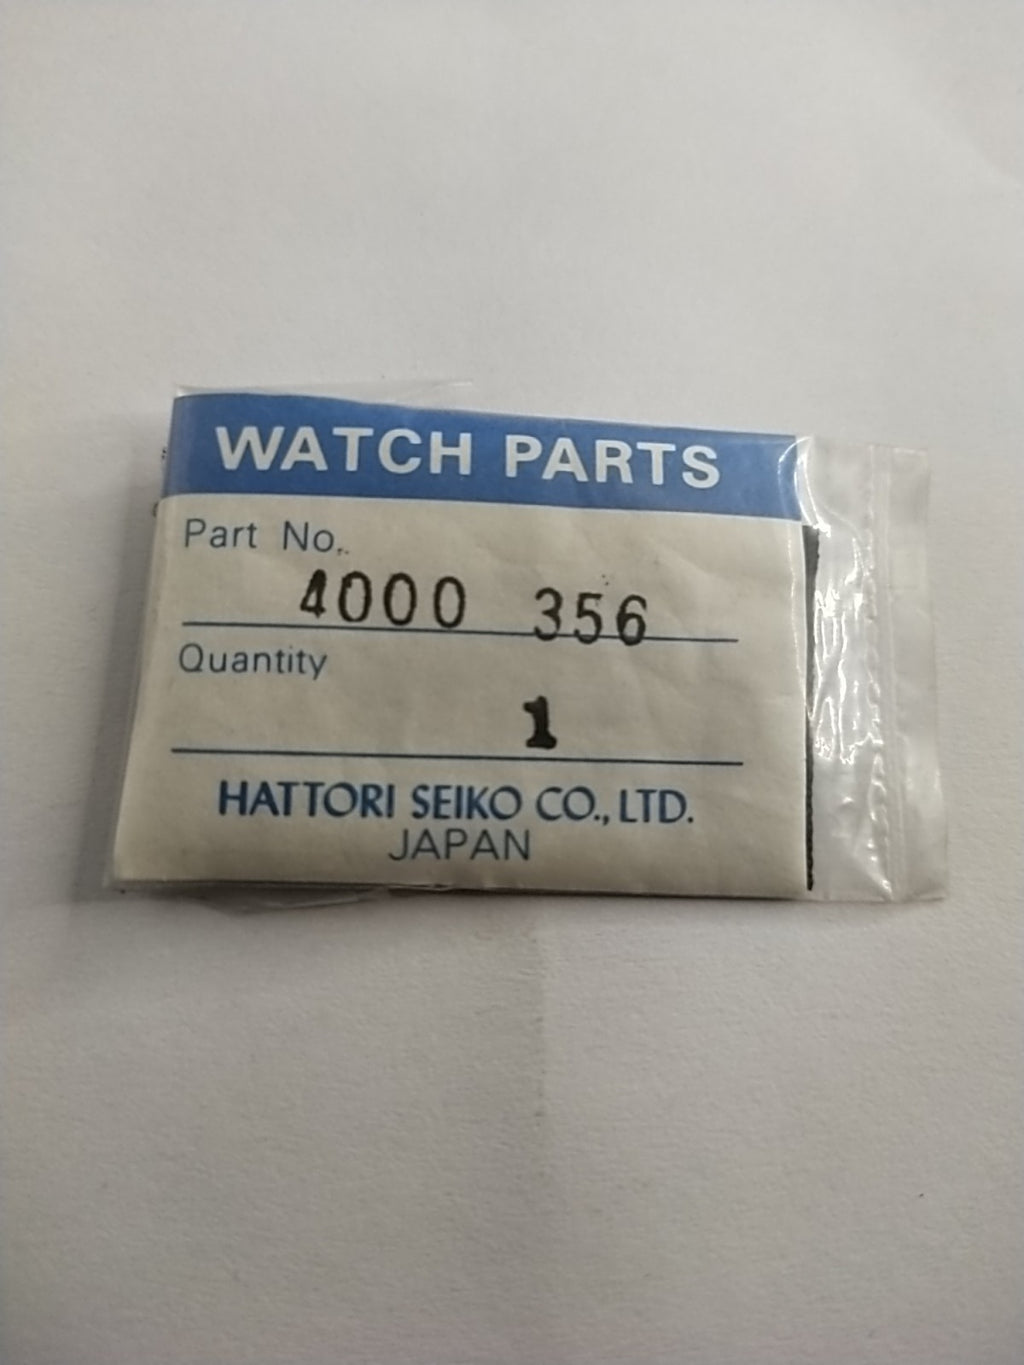 WATCH PARTS
Part No.
4000 356
Quantity
1
HATTORI SEIKO CO., LTD.
JAPAN